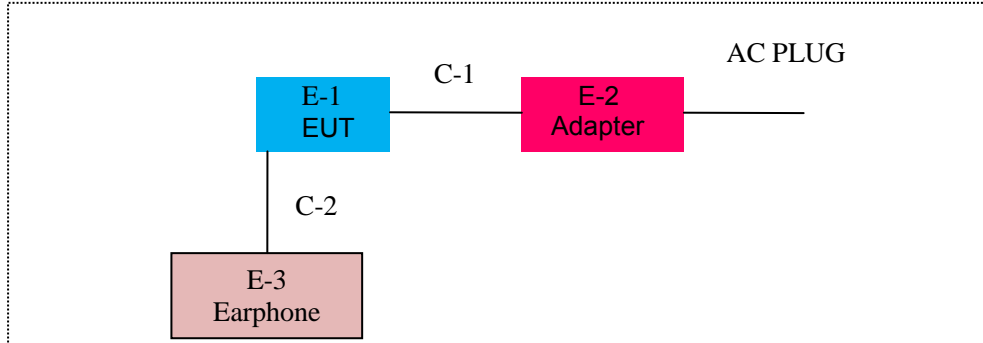 AC PLUG
C-1
E-1
EUT
E-2
Adapter
C-2
E-3
Earphone